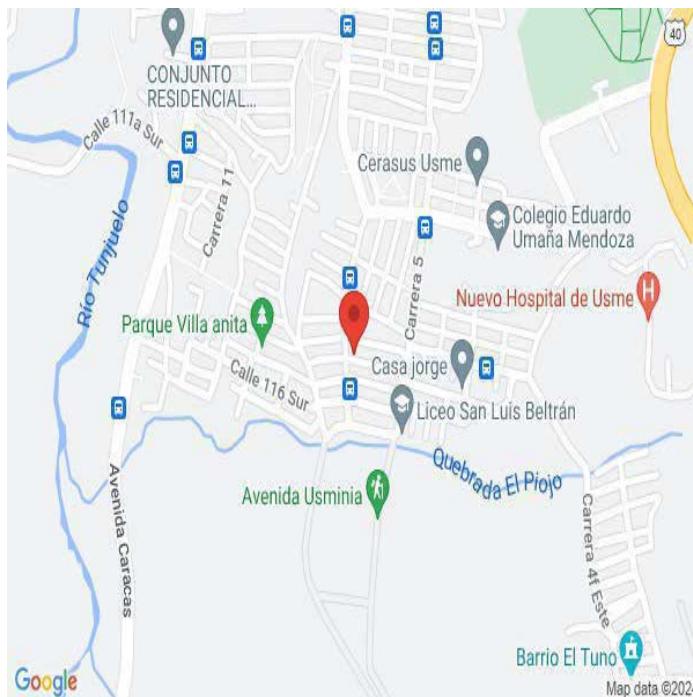 40
CONJUNTO
RESIDENCIAL...
Calle 111a Sur
Carrera 11
Cerasus Usme
Colegio Eduardo
Umaña Mendoza
Río Tunjuelo
Carrera 5
Nuevo Hospital de Usme
H
Parque Villa anita
Casa jorge
Calle 116 Sur
Liceo San Luis Beltrán
Quebrada El Piojo
Avenida Usminia
Avenida Caracas
Carrera 4f Este
Barrio El Tuno
Google
Map data ©202